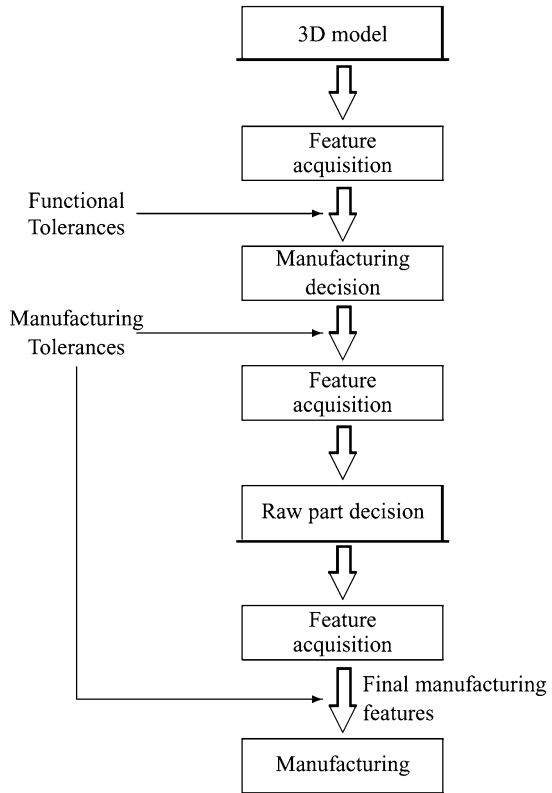 3D model
Feature
acquisition
Functional
Tolerances
Manufacturing
decision
Manufacturing
Tolerances
Feature
acquisition
Raw part decision
Feature
acquisition
Final manufacturing
features
Manufacturing